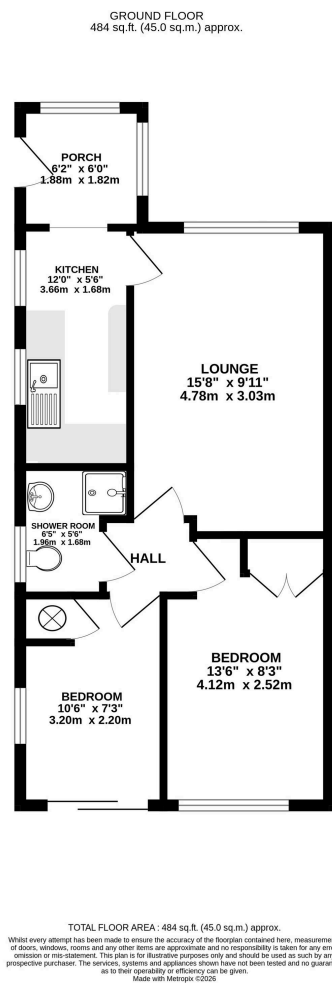 GROUND FLOOR
484 sq.ft. (45.0 sq.m.) approx.
PORCH
6'2" x 6'0"
1.88m x 1.82m
KITCHEN
12'0" x 5'6"
3.66m x 1.68m
LOUNGE
15'8" x 9'11"
4.78m x 3.03m
SHOWER ROOM
6'5" x 5'6"
1.96m x 1.68m
HALL
BEDROOM
13'6" x 8'3"
4.12m x 2.52m
BEDROOM
10'6" x 7'3"
3.20m x 2.20m
TOTAL FLOOR AREA : 484 sq.ft. (45.0 sq.m.) approx.
Whilst every attempt has been made to ensure the accuracy of the floorplan contained here, measureme
of doors, windows, rooms and any other items are approximate and no responsibility is taken for any err
omission or mis-statement. This plan is for illustrative purposes only and should be used as such by an
prospective purchaser. The services, systems and appliances shown have not been tested and no guaran
as to their operability or efficiency can be given.
Made with Metropix ©2026